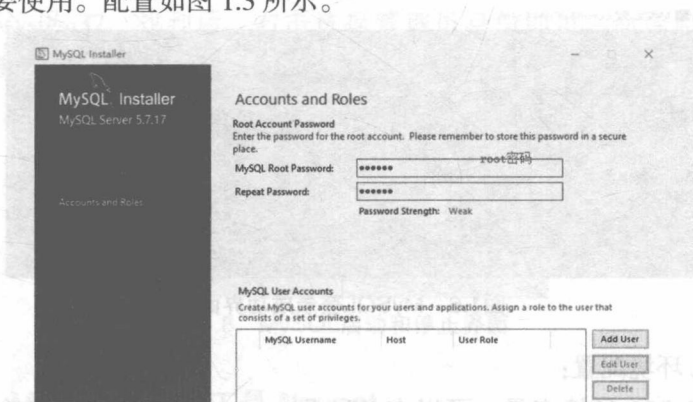 要使用。配置如图 1.5 所示。
MySQL Installer
MySQL Installer
MySQL Server 5.7.17
Accounts and Roles
Accounts and Roles
Root Account Password
Enter the password for the root account. Please remember to store this password in a secure
place.
root密码
MySQL Root Password: ●●●●●●
Repeat Password: ●●●●●●
Password Strength: Weak
MySQL User Accounts
Create MySQL user accounts for your users and applications. Assign a role to the user that
consists of a set of privileges.
MySQL Username Host User Role
Add User
Edit User
Delete